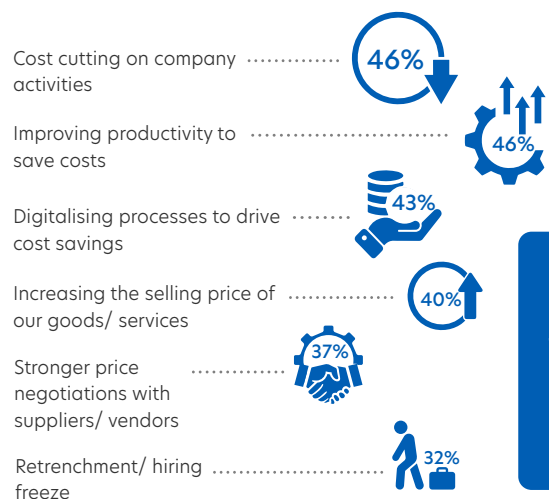 Cost cutting on company
activities
46%
Improving productivity to
save costs
46%
Digitalising processes to drive
cost savings
43%
Increasing the selling price of
our goods/ services
40%
Stronger price
negotiations with
suppliers/ vendors
37%
Retrenchment/ hiring
freeze
32%